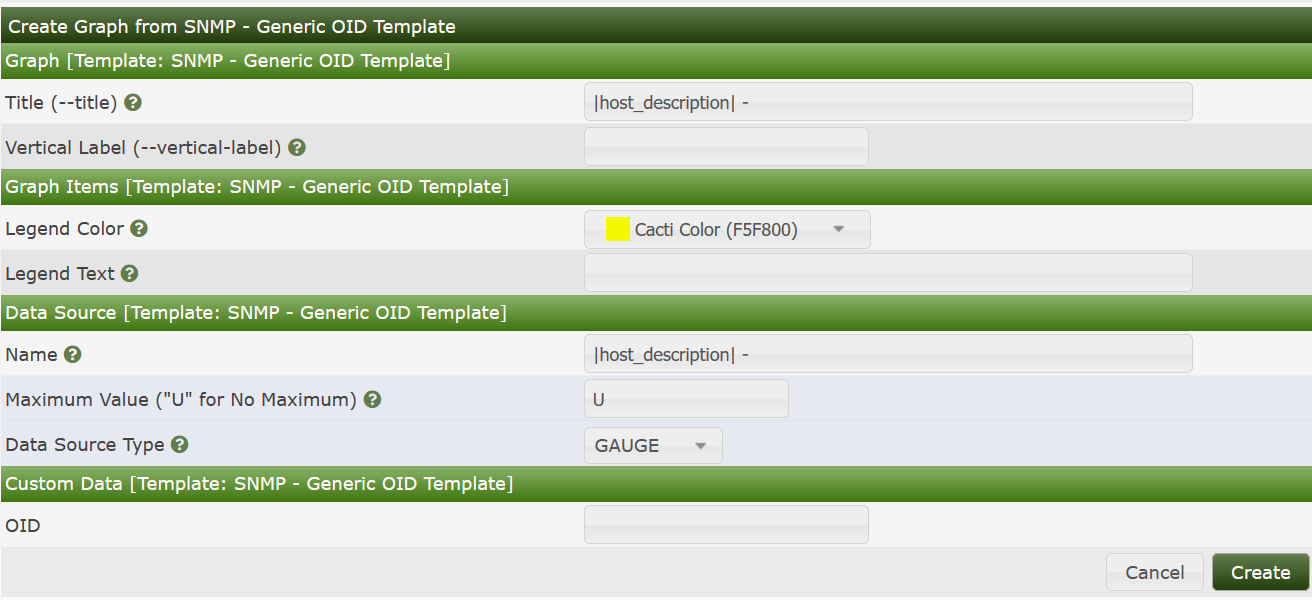 Create Graph from SNMP - Generic OID Template
Graph [Template: SNMP - Generic OID Template]
Title (--title) ? |host_description| -
Vertical Label (--vertical-label) ?
Graph Items [Template: SNMP - Generic OID Template]
Legend Color ? Cacti Color (F5F800)
Legend Text ?
Data Source [Template: SNMP - Generic OID Template]
Name ? |host_description| -
Maximum Value ("U" for No Maximum) ? U
Data Source Type ? GAUGE
Custom Data [Template: SNMP - Generic OID Template]
OID
Cancel Create